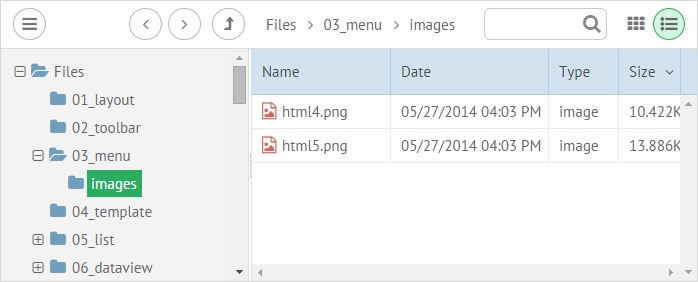 Files 03_menu images
Files
01_layout
02_toolbar
03_menu
images
04_template
05_list
06_dataview
Name Date Type Size
html4.png 05/27/2014 04:03 PM image 10.422K
html5.png 05/27/2014 04:03 PM image 13.886K